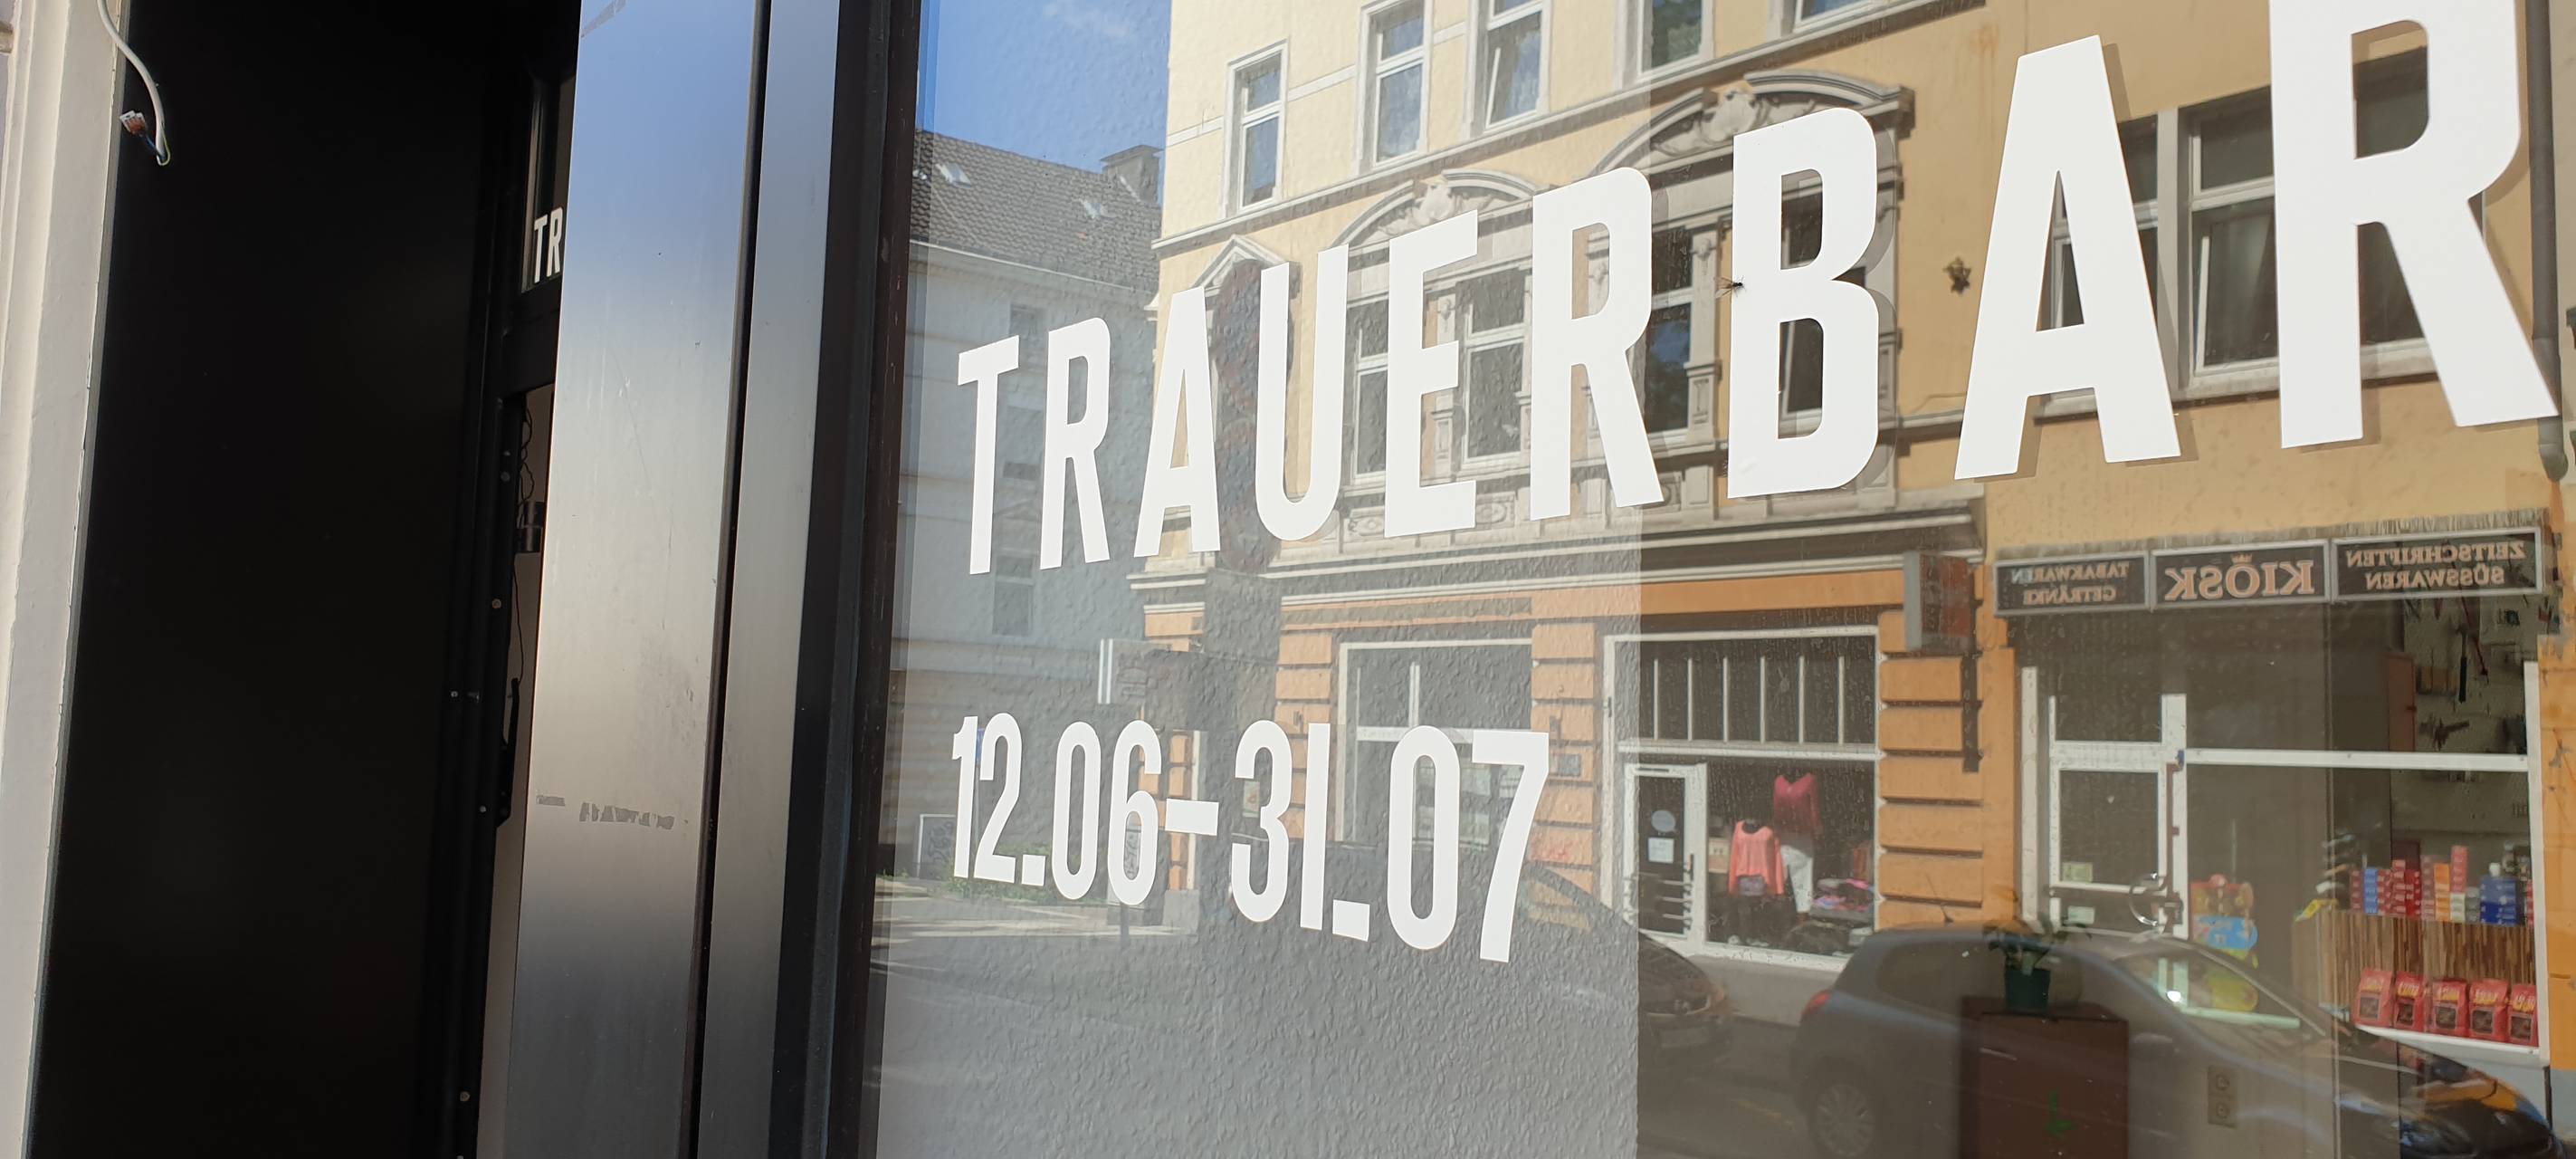 TR
TRAUERBAR
12.06-31.07
TABAKWAREN
GETRÄNKE
KIOSK
ZEITSCHRIFTEN
SÜSSWAREN